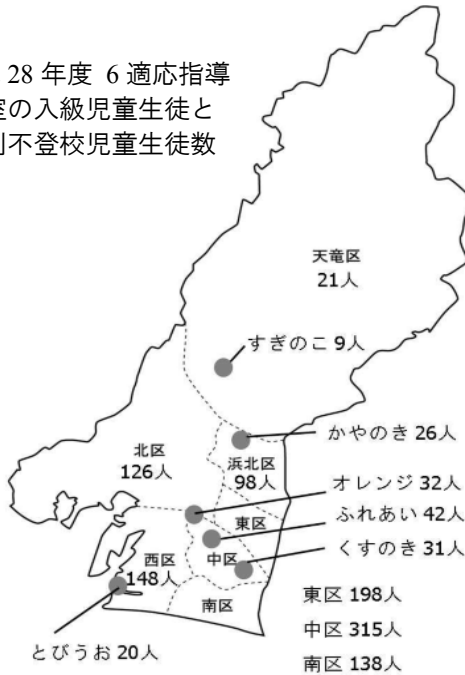 28 年度 6 適応指導
室の入級児童生徒と
別不登校児童生徒数
天竜区
21人
すぎのこ 9人
かやのき 26人
北区
126人
浜北区
98人
オレンジ 32人
ふれあい 42人
くすのき 31人
東区
中区
西区
148人
南区
とびうお 20人
東区 198人
中区 315人
南区 138人